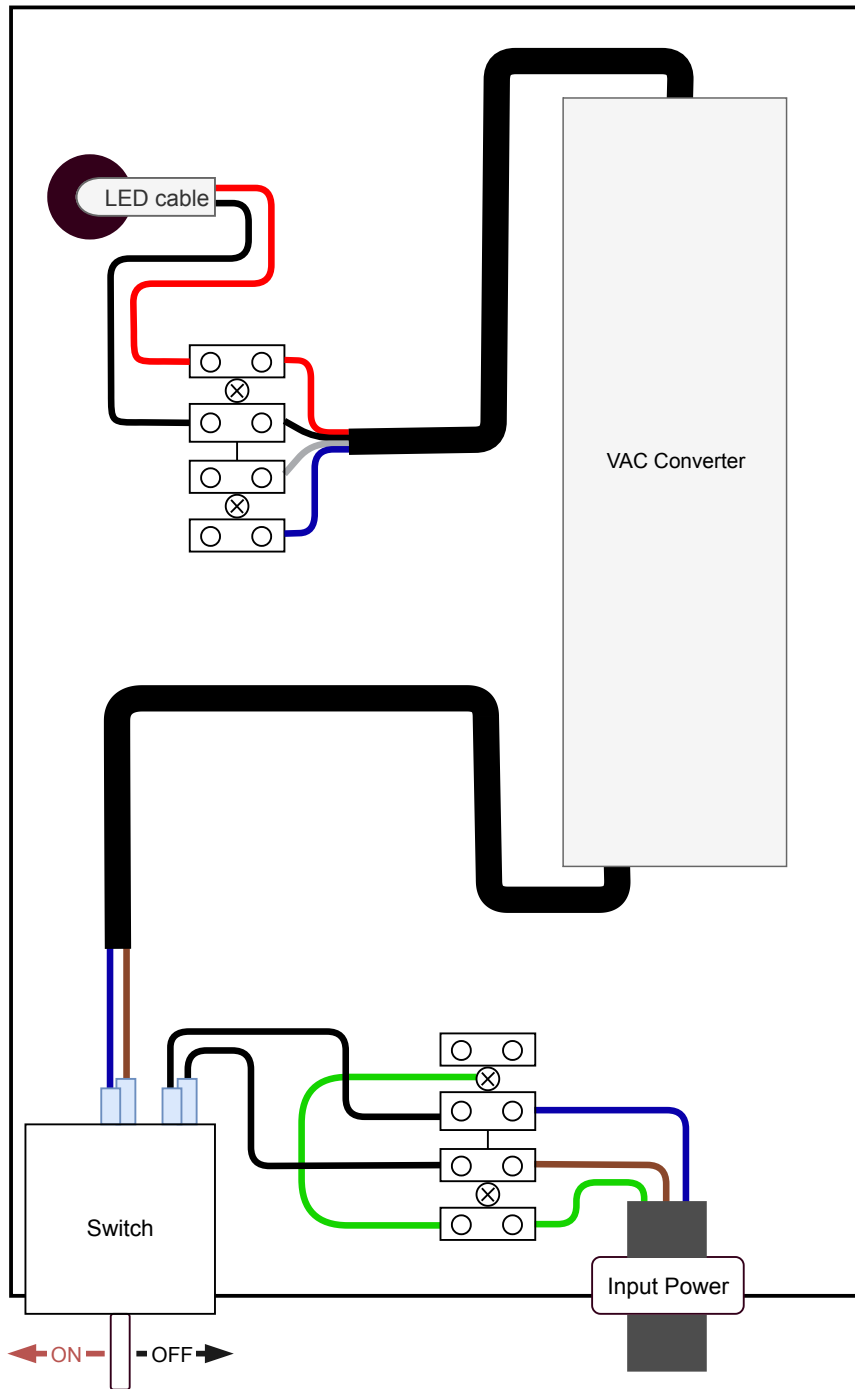 LED cable
VAC Converter
Switch
Input Power
ON
OFF